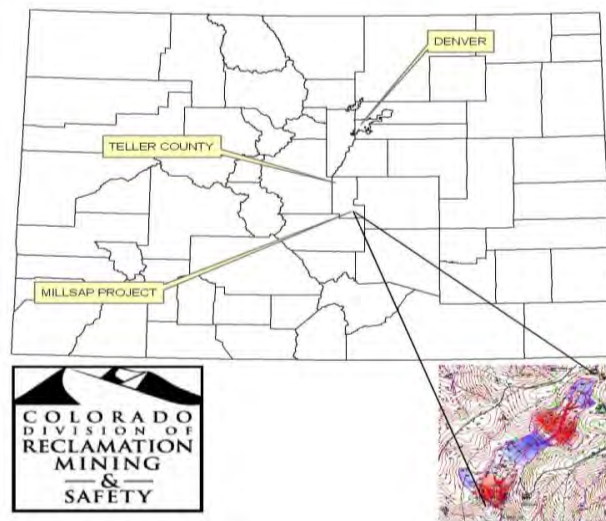 DENVER
TELLER COUNTY
MILLSAP PROJECT
COLORADO
DIVISION OF
RECLAMATION
MINING
&
SAFETY